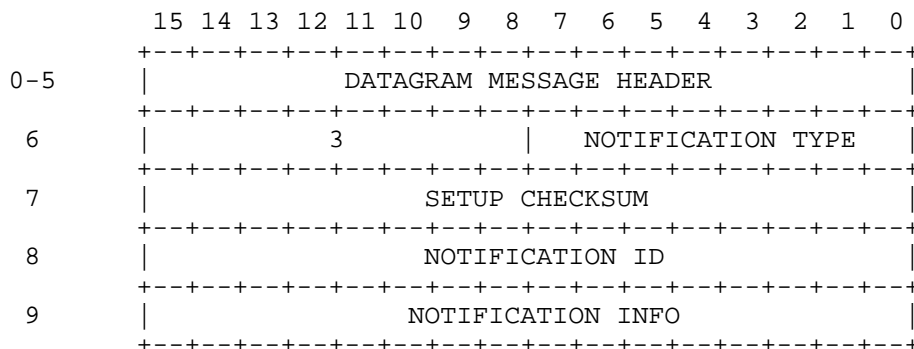 15 14 13 12 11 10 9 8 7 6 5 4 3 2 1 0
+--+--+--+--+--+--+--+--+--+--+--+--+--+--+--+--+
0-5 | DATAGRAM MESSAGE HEADER |
+--+--+--+--+--+--+--+--+--+--+--+--+--+--+--+--+
6 | 3 | NOTIFICATION TYPE |
+--+--+--+--+--+--+--+--+--+--+--+--+--+--+--+--+
7 | SETUP CHECKSUM |
+--+--+--+--+--+--+--+--+--+--+--+--+--+--+--+--+
8 | NOTIFICATION ID |
+--+--+--+--+--+--+--+--+--+--+--+--+--+--+--+--+
9 | NOTIFICATION INFO |
+--+--+--+--+--+--+--+--+--+--+--+--+--+--+--+--+